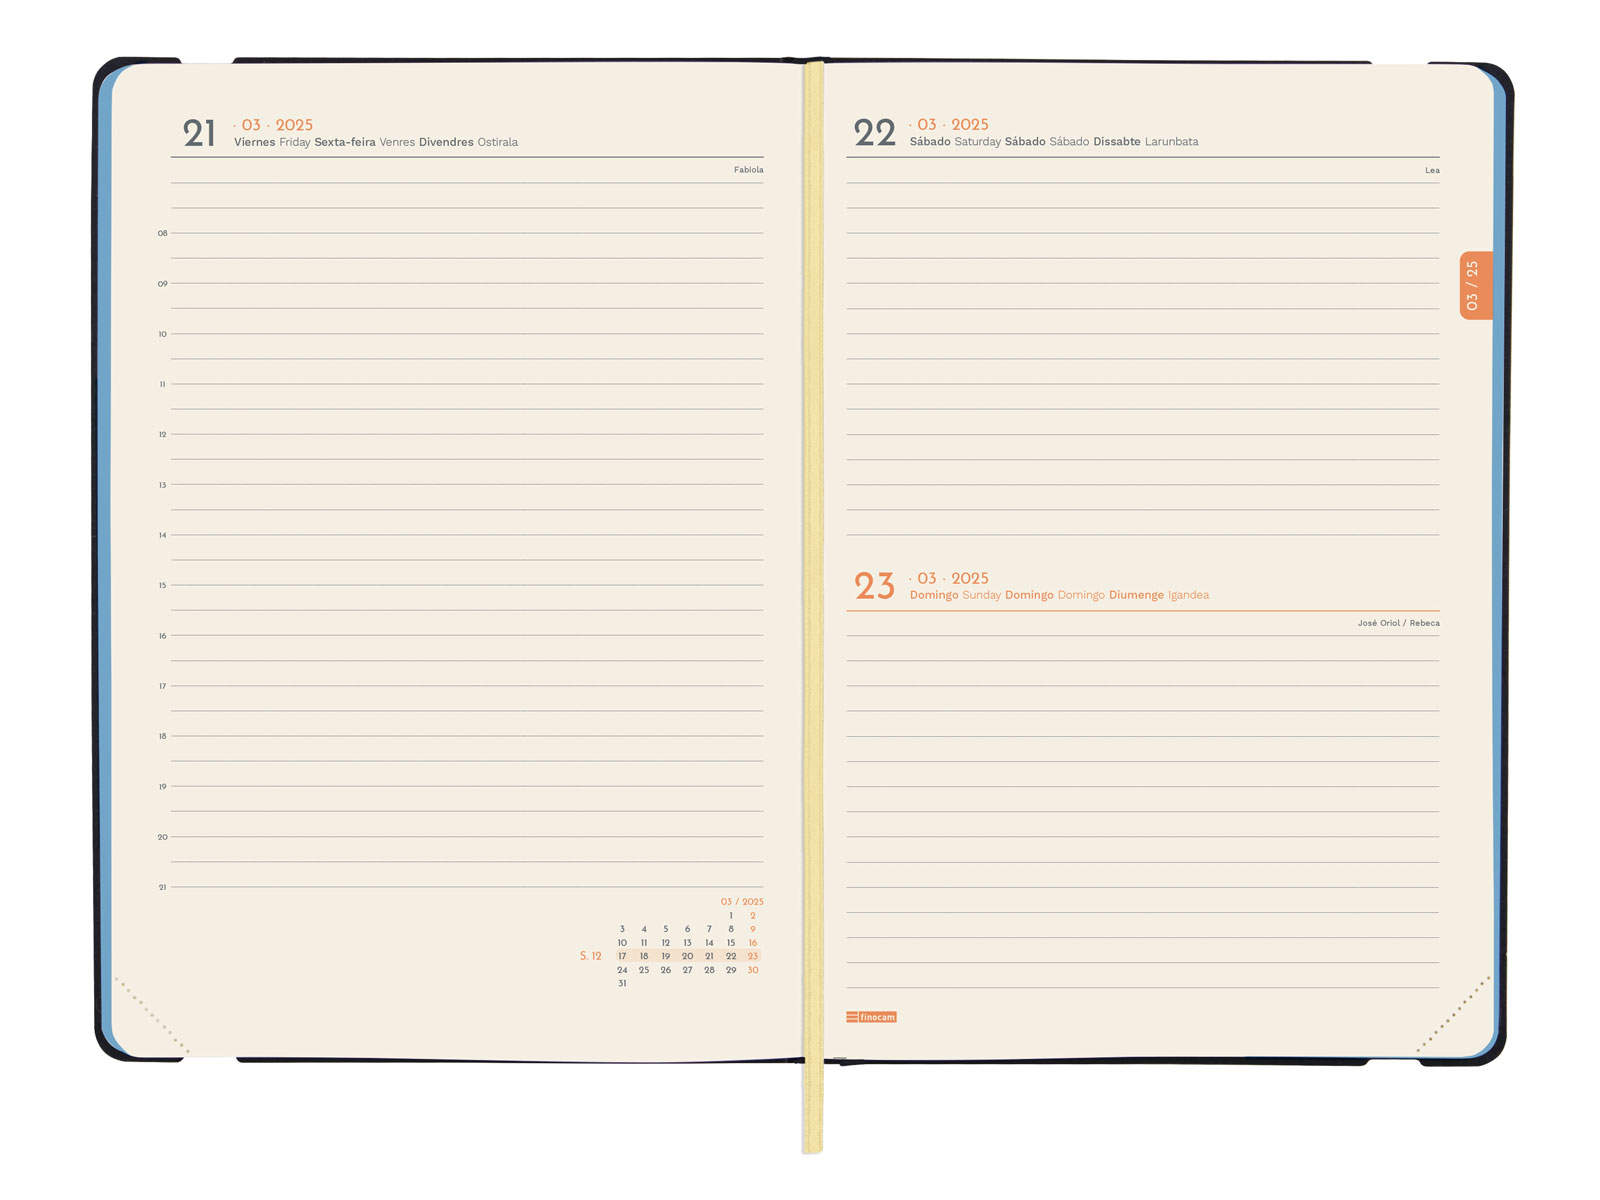 21 · 03 · 2025
Viernes Friday Sexta-feira Venres Divendres Ostirala
Fabiola
08
09
10
11
12
13
14
15
16
17
18
19
20
21
03 / 2025
1 2
3 4 5 6 7 8 9
10 11 12 13 14 15 16
S. 12 17 18 19 20 21 22 23
24 25 26 27 28 29 30
31
22 · 03 · 2025
Sábado Saturday Sábado Sábado Dissabte Larunbata
Lea
03 / 25
23 · 03 · 2025
Domingo Sunday Domingo Domingo Diumenge Igandea
José Oriol / Rebeca
finocam